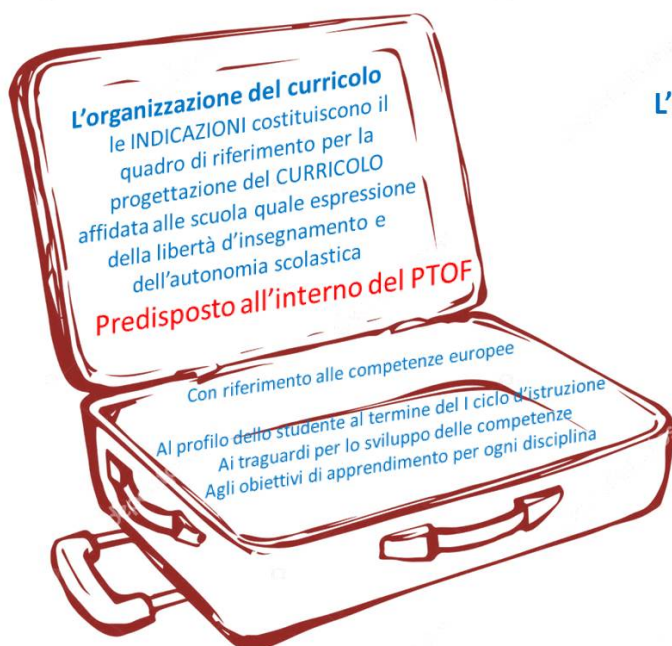 L'organizzazione del curricolo
le INDICAZIONI costituiscono il
quadro di riferimento per la
progettazione del CURRICOLO
affidata alle scuola quale espressione
della libertà d'insegnamento e
dell'autonomia scolastica
Predisposto all'interno del PTOF
L'
Con riferimento alle competenze europee
Al profilo dello studente al termine del I ciclo d'istruzione
Ai traguardi per lo sviluppo delle competenze
Agli obiettivi di apprendimento per ogni disciplina